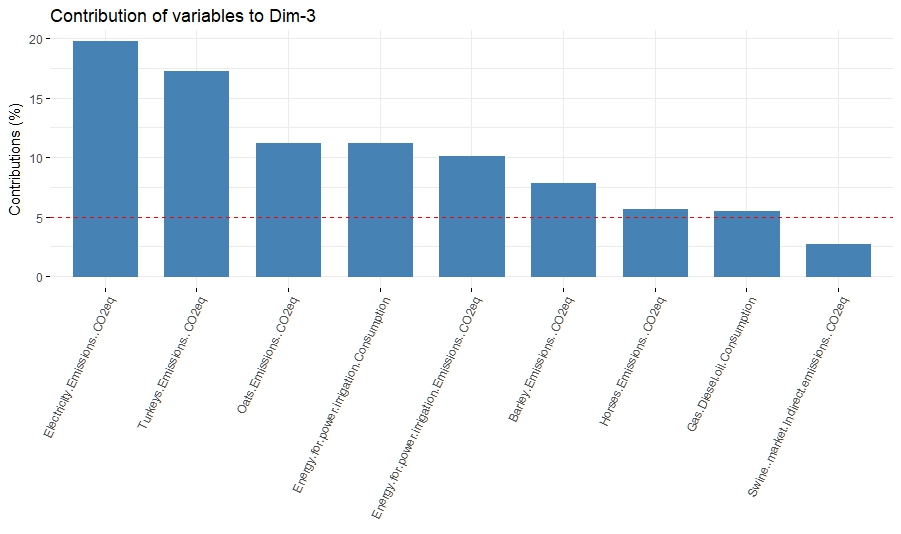 Contribution of variables to Dim-3
Contributions (%)
20
15
10
5
0
Electricity.Emissions..CO2eq
Turkeys.Emissions..CO2eq
Oats.Emissions..CO2eq
Energy.for.power.irrigation.Consumption
Energy.for.power.irrigation.Emissions..CO2eq
Barley.Emissions..CO2eq
Horses.Emissions..CO2eq
Gas.Diesel.oil.Consumption
Swine..market.Indirect.emissions..CO2eq